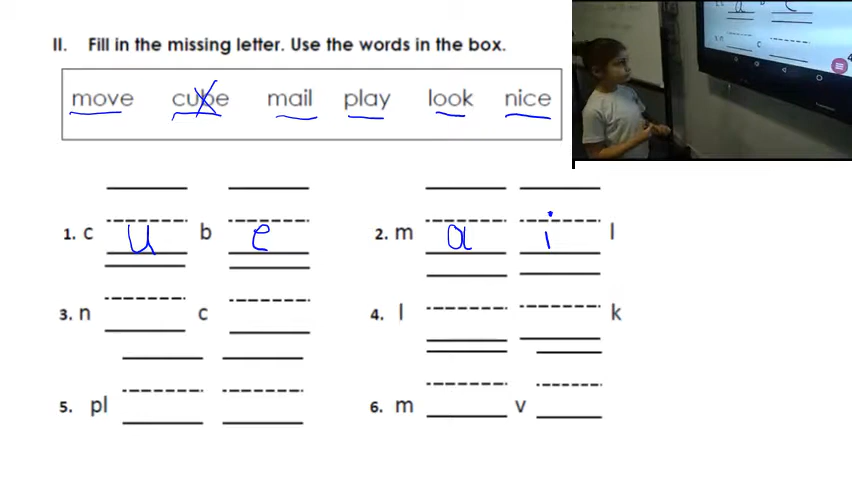 II. Fill in the missing letter. Use the words in the box.
move cube mail play look nice
1. c u b e
2. m a i l
3. n c
4. l k
5. pl
6. m v